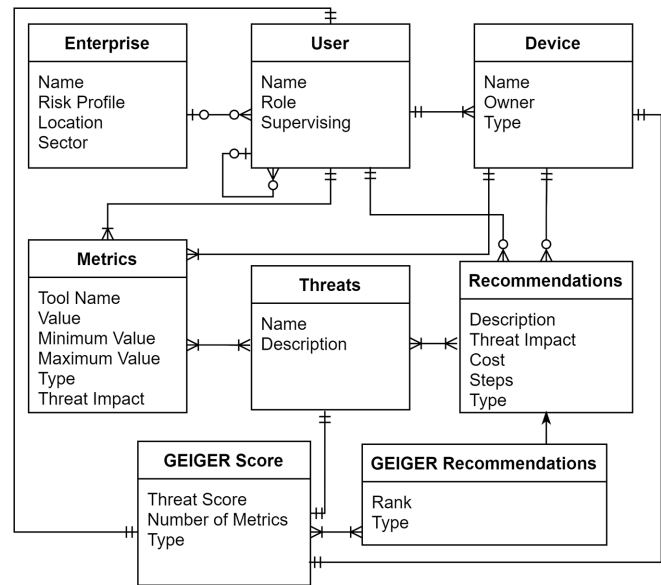 Enterprise
Name
Risk Profile
Location
Sector
User
Name
Role
Supervising
Device
Name
Owner
Type
Metrics
Tool Name
Value
Minimum Value
Maximum Value
Type
Threat Impact
Threats
Name
Description
Recommendations
Description
Threat Impact
Cost
Steps
Type
GEIGER Score
Threat Score
Number of Metrics
Type
GEIGER Recommendations
Rank
Type